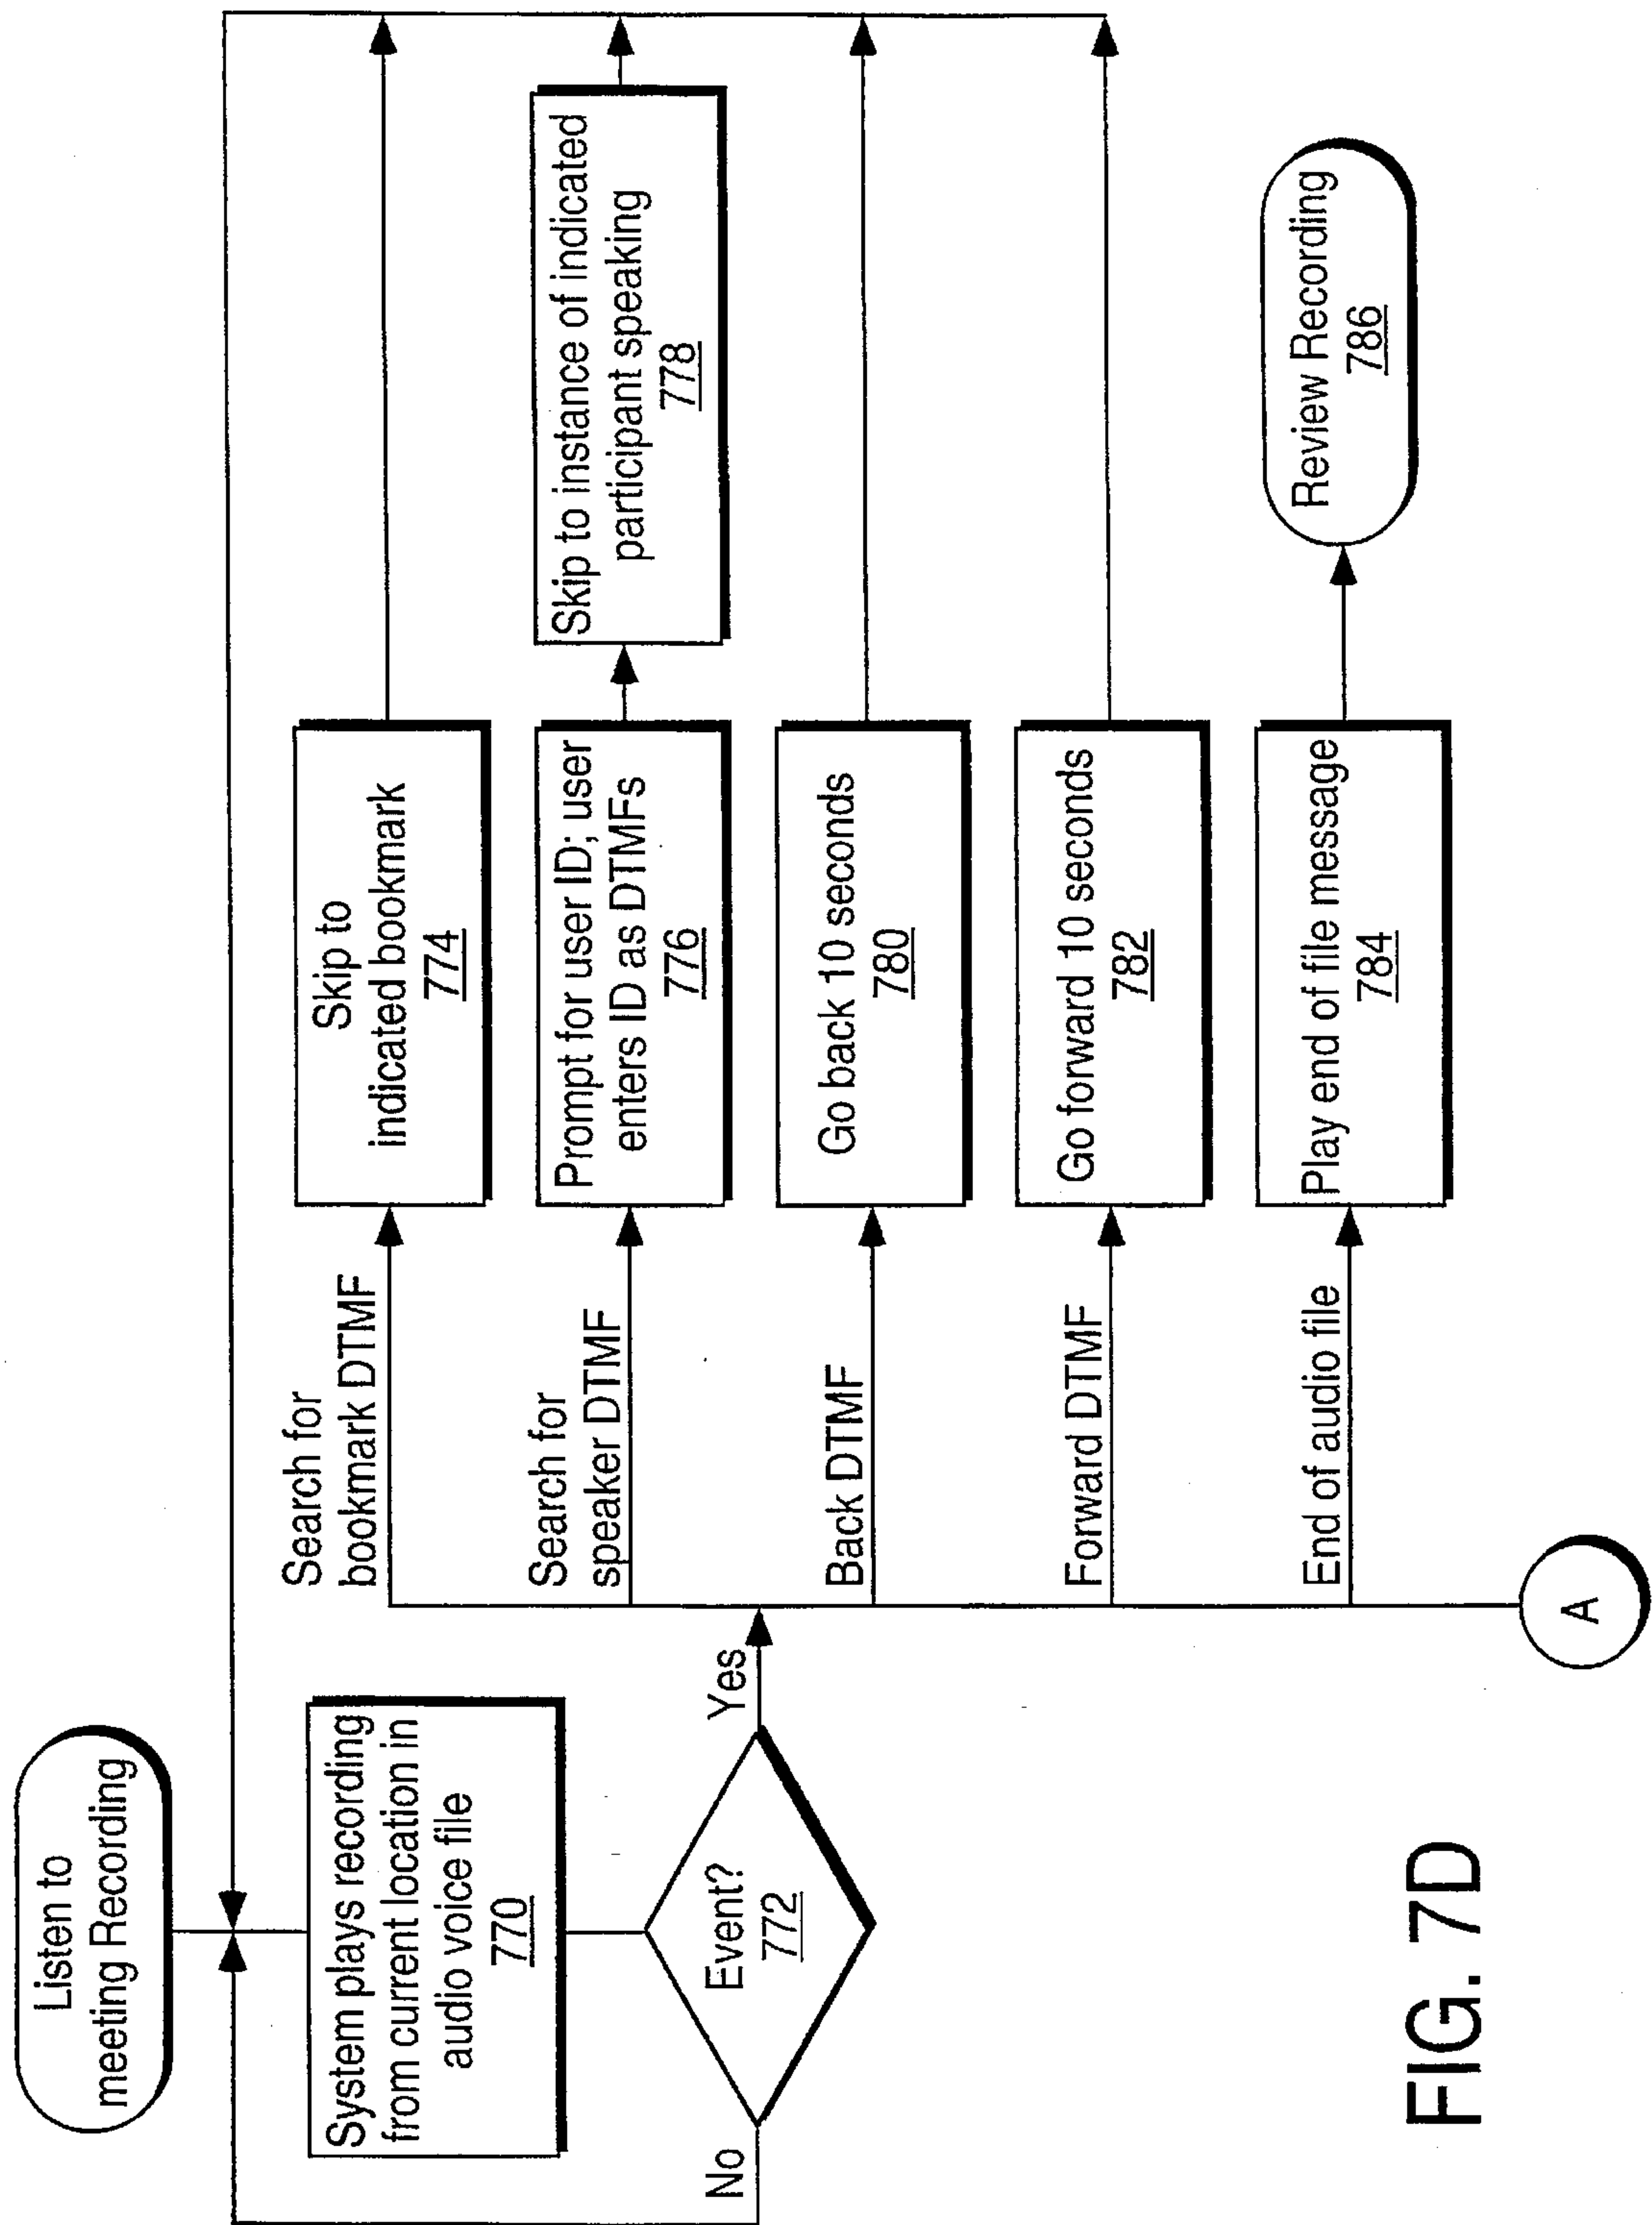 Listen to
meeting Recording
System plays recording
from current location in
audio voice file
770
Event?
772
No
Yes
Search for
bookmark DTMF
Skip to
indicated bookmark
774
Search for
speaker DTMF
Prompt for user ID; user
enters ID as DTMFs
776
Skip to instance of indicated
participant speaking
778
Back DTMF
Go back 10 seconds
780
Forward DTMF
Go forward 10 seconds
782
End of audio file
Play end of file message
784
Review Recording
786
A
FIG. 7D